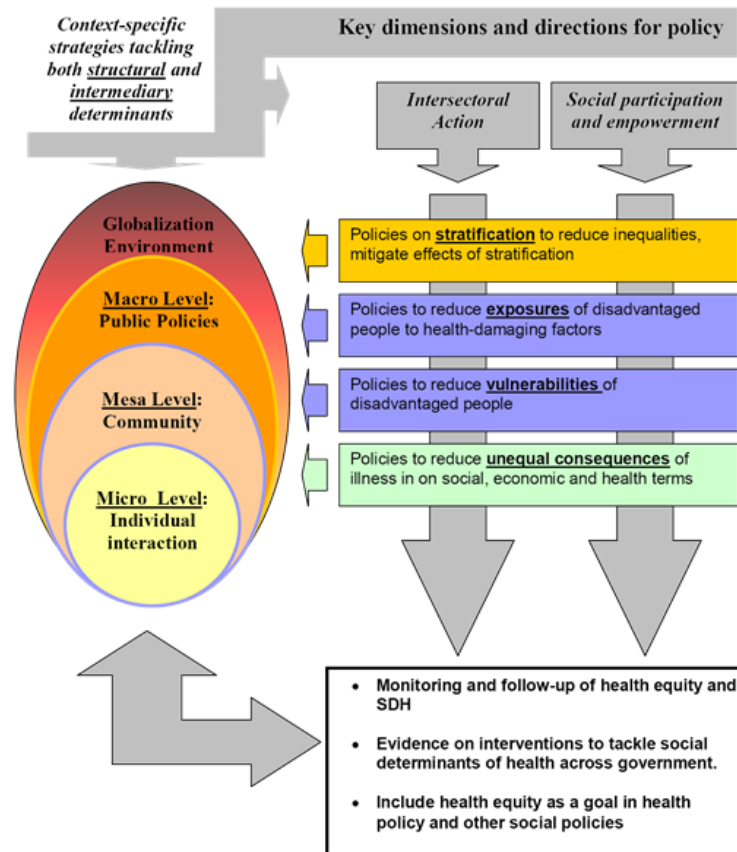 Context-specific
strategies tackling
both structural and
intermediary
determinants
Key dimensions and directions for policy
Intersectoral
Action
Social participation
and empowerment
Globalization
Environment
Macro Level:
Public Policies
Mesa Level:
Community
Micro Level:
Individual
interaction
Policies on stratification to reduce inequalities,
mitigate effects of stratification
Policies to reduce exposures of disadvantaged
people to health-damaging factors
Policies to reduce vulnerabilities of
disadvantaged people
Policies to reduce unequal consequences of
illness in on social, economic and health terms
• Monitoring and follow-up of health equity and
SDH
• Evidence on interventions to tackle social
determinants of health across government.
• Include health equity as a goal in health
policy and other social policies